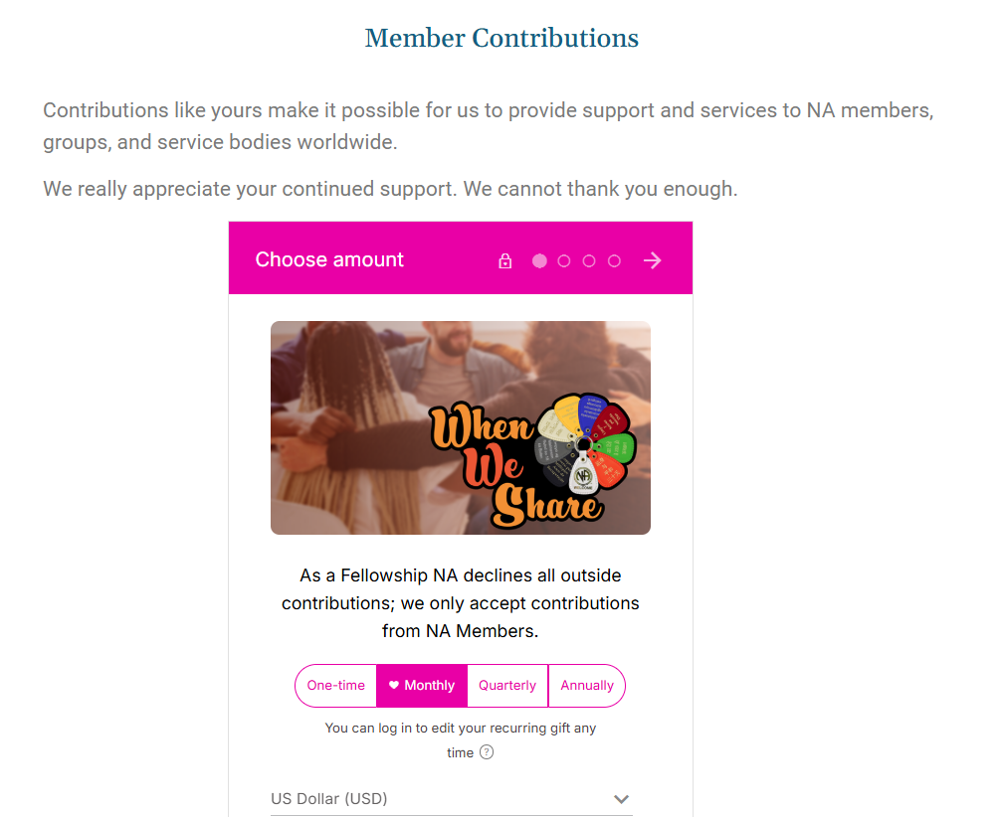 Member Contributions
Contributions like yours make it possible for us to provide support and services to NA members,
groups, and service bodies worldwide.
We really appreciate your continued support. We cannot thank you enough.
Choose amount
When
We
Share
NA
As a Fellowship NA declines all outside
contributions; we only accept contributions
from NA Members.
One-time
Monthly
Quarterly
Annually
You can log in to edit your recurring gift any
time ?
US Dollar (USD)